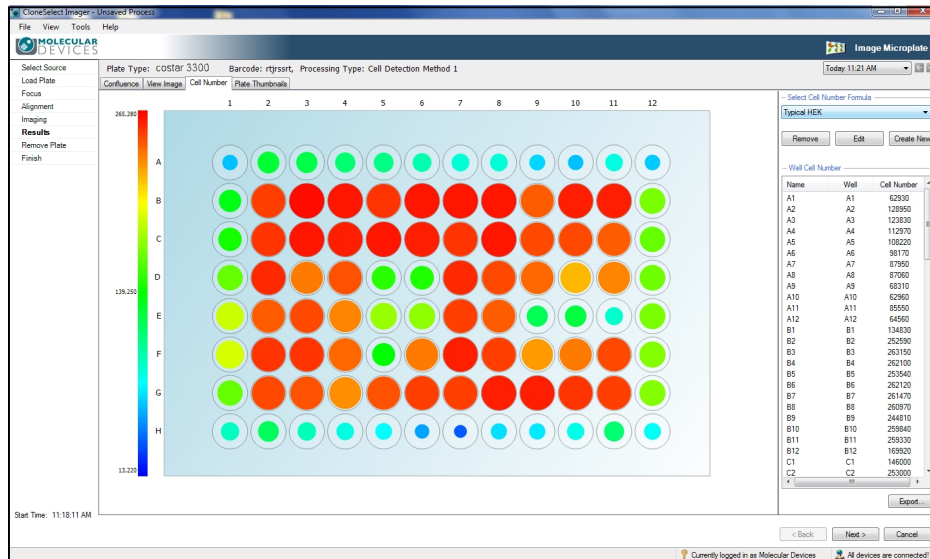 CloneSelect Imager - Unsaved Process
File View Tools Help
MOLECULAR
DEVICES
Image Microplate
Select Source
Load Plate
Focus
Alignment
Imaging
Results
Remove Plate
Finish
Start Time: 11:18:11 AM
Plate Type: costar 3300 Barcode: rtjrssrt, Processing Type: Cell Detection Method 1
Today 11:21 AM
Confluence View Image Cell Number Plate Thumbnails
1 2 3 4 5 6 7 8 9 10 11 12
265,280
A
B
C
D
139,250
E
F
G
H
13,220
Select Cell Number Formula
Typical HEK
Remove Edit Create New
Well Cell Number
Name Well Cell Number
A1 A1 62930
A2 A2 128950
A3 A3 123830
A4 A4 112970
A5 A5 108220
A6 A6 98170
A7 A7 87950
A8 A8 87060
A9 A9 68310
A10 A10 62960
A11 A11 85550
A12 A12 64560
B1 B1 134830
B2 B2 252590
B3 B3 263150
B4 B4 262100
B5 B5 253540
B6 B6 262120
B7 B7 261470
B8 B8 260970
B9 B9 244810
B10 B10 259840
B11 B11 259330
B12 B12 169920
C1 C1 146000
C2 C2 253000
Export...
< Back Next > Cancel
Currently logged in as Molecular Devices All devices are connected!